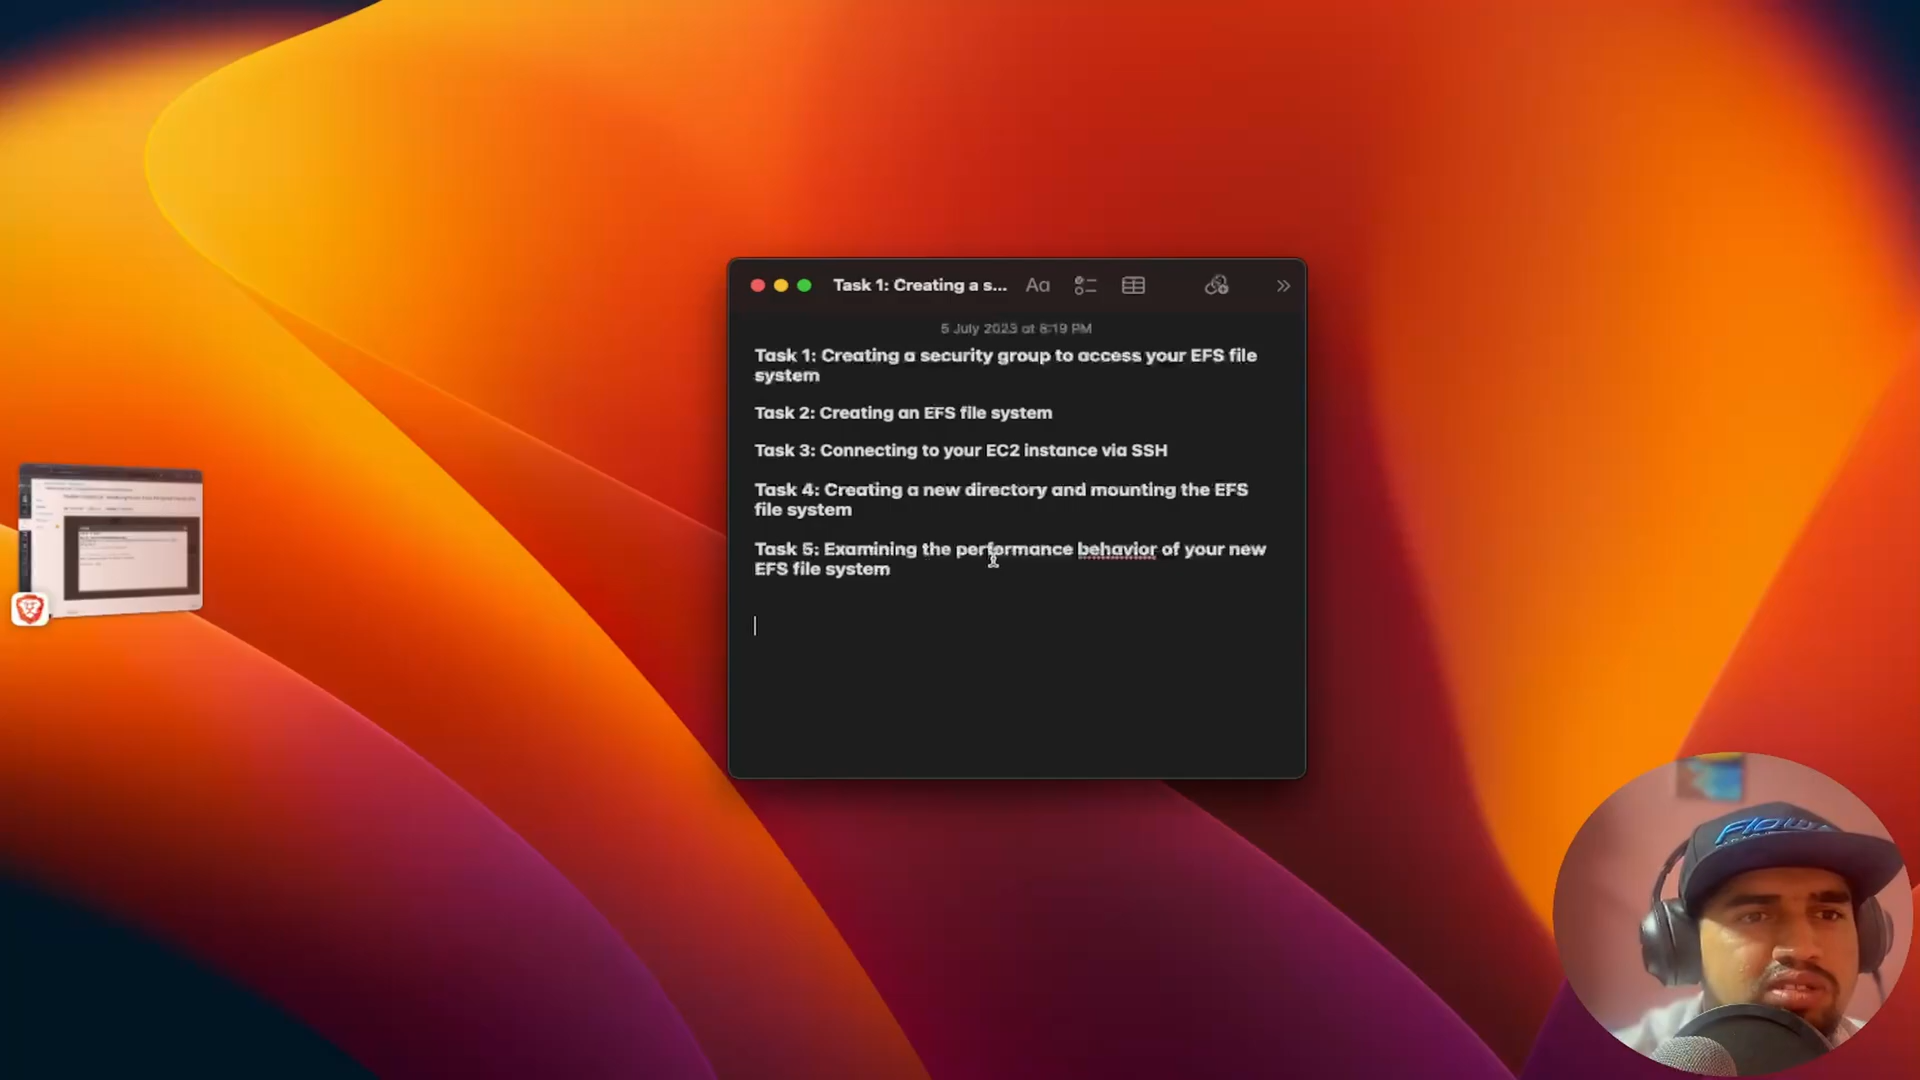 Task 1: Creating a s...
Aa
5 July 2023 at 8:19 PM
Task 1: Creating a security group to access your EFS file
system
Task 2: Creating an EFS file system
Task 3: Connecting to your EC2 instance via SSH
Task 4: Creating a new directory and mounting the EFS
file system
Task 5: Examining the performance behavior of your new
EFS file system